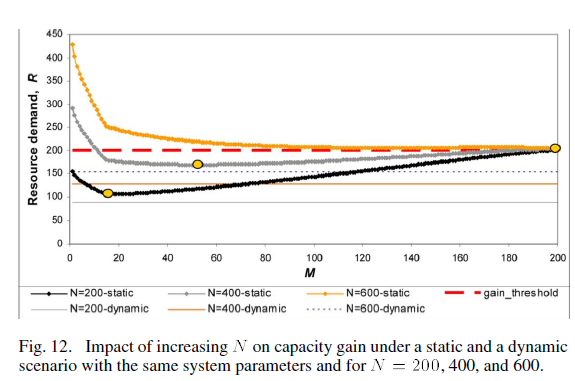 450
400
350
300
250
200
150
100
50
0
Resource demand, R
0 20 40 60 80 100 120 140 160 180 200
M
N=200-static N=400-static N=600-static gain_threshold
N=200-dynamic N=400-dynamic N=600-dynamic
Fig. 12. Impact of increasing N on capacity gain under a static and a dynamic
scenario with the same system parameters and for N = 200, 400, and 600.